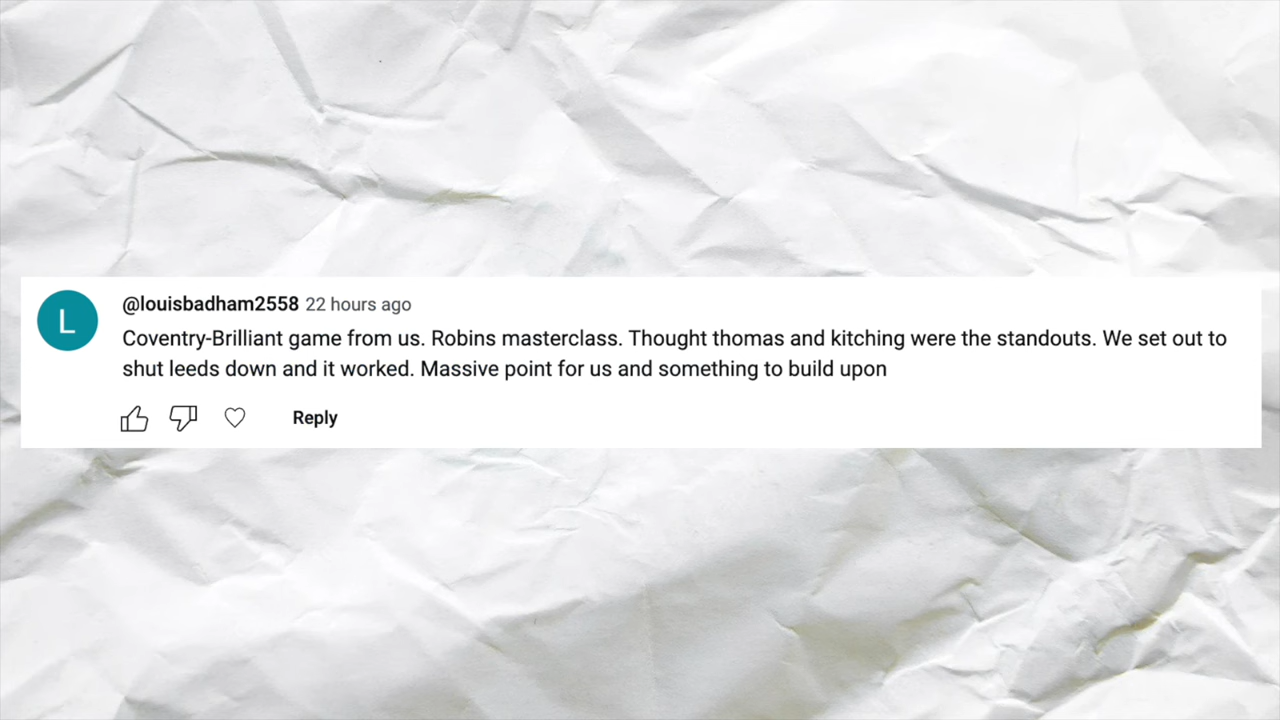 L
@louisbadham2558 22 hours ago
Coventry-Brilliant game from us. Robins masterclass. Thought thomas and kitching were the standouts. We set out to
shut leeds down and it worked. Massive point for us and something to build upon
Reply